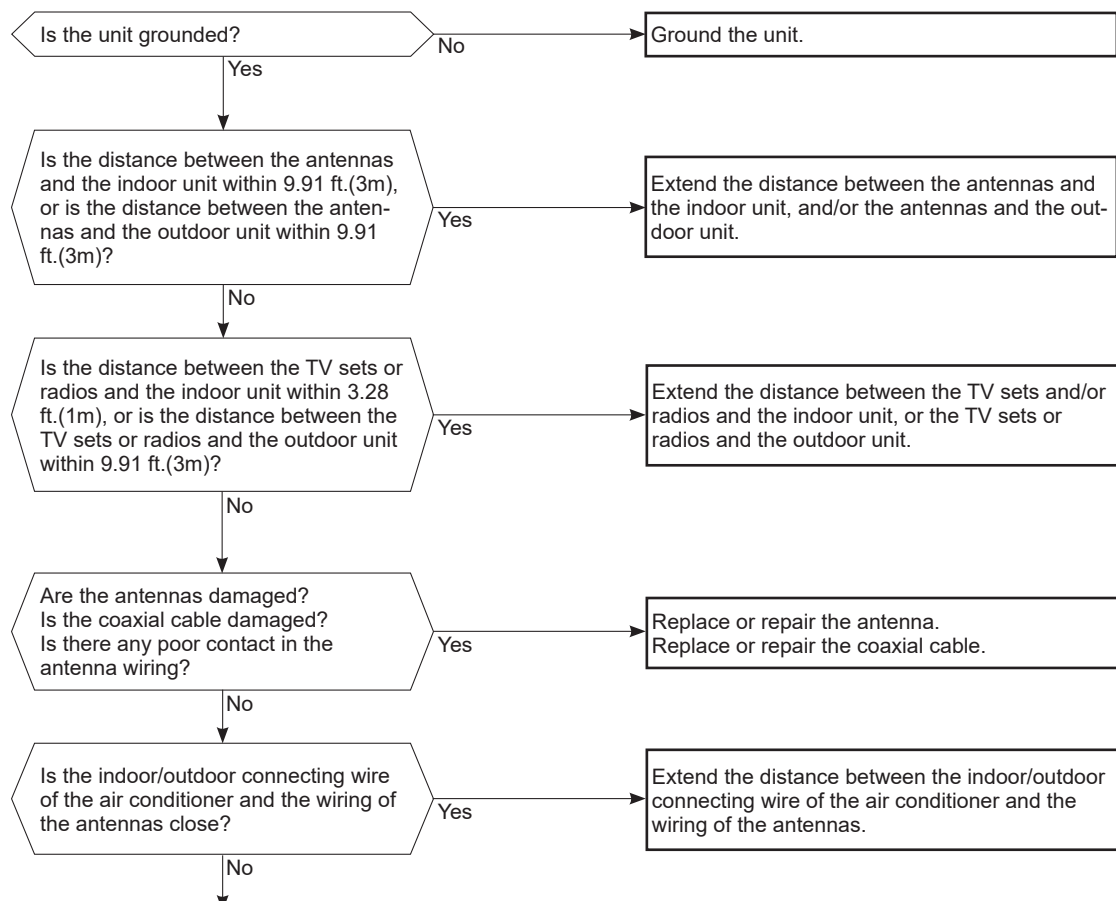 Is the unit grounded?
No
Ground the unit.
Yes
Is the distance between the antennas
and the indoor unit within 9.91 ft.(3m),
or is the distance between the anten-
nas and the outdoor unit within 9.91
ft.(3m)?
Yes
Extend the distance between the antennas and
the indoor unit, and/or the antennas and the out-
door unit.
No
Is the distance between the TV sets or
radios and the indoor unit within 3.28
ft.(1m), or is the distance between the
TV sets or radios and the outdoor unit
within 9.91 ft.(3m)?
Yes
Extend the distance between the TV sets and/or
radios and the indoor unit, or the TV sets or
radios and the outdoor unit.
No
Are the antennas damaged?
Is the coaxial cable damaged?
Is there any poor contact in the
antenna wiring?
Yes
Replace or repair the antenna.
Replace or repair the coaxial cable.
No
Is the indoor/outdoor connecting wire
of the air conditioner and the wiring of
the antennas close?
Yes
Extend the distance between the indoor/outdoor
connecting wire of the air conditioner and the
wiring of the antennas.
No